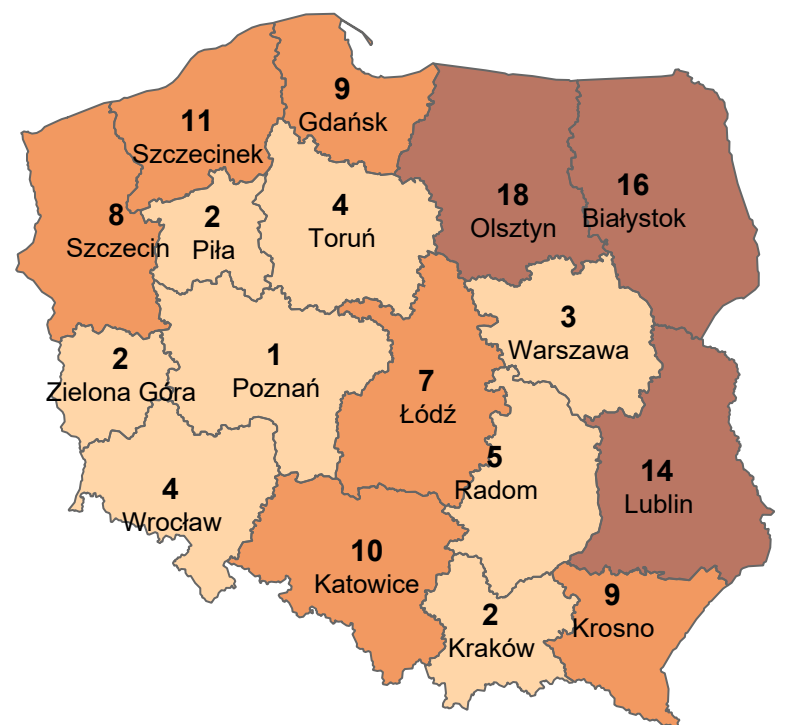 9
Gdańsk
11
Szczecinek
18
Olsztyn
16
Białystok
8
Szczecin
2
Piła
4
Toruń
3
Warszawa
2
Zielona Góra
1
Poznań
7
Łódź
5
Radom
14
Lublin
4
Wrocław
10
Katowice
2
Kraków
9
Krosno